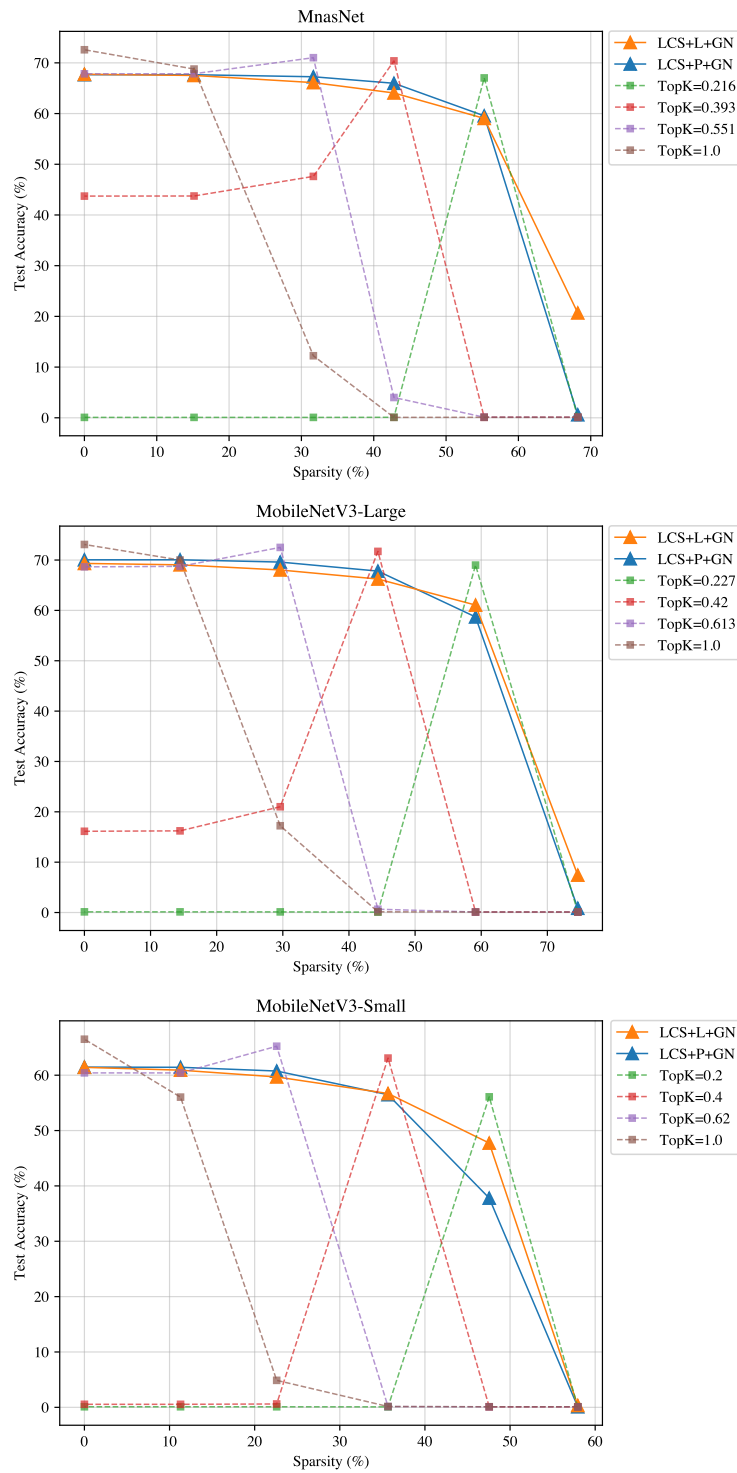 MnasNet
70
60
50
40
30
20
10
0
Test Accuracy (%)
0 10 20 30 40 50 60 70
Sparsity (%)
LCS+L+GN
LCS+P+GN
TopK=0.216
TopK=0.393
TopK=0.551
TopK=1.0
MobileNetV3-Large
70
60
50
40
30
20
10
0
Test Accuracy (%)
0 10 20 30 40 50 60 70
Sparsity (%)
LCS+L+GN
LCS+P+GN
TopK=0.227
TopK=0.42
TopK=0.613
TopK=1.0
MobileNetV3-Small
60
50
40
30
20
10
0
Test Accuracy (%)
0 10 20 30 40 50 60
Sparsity (%)
LCS+L+GN
LCS+P+GN
TopK=0.2
TopK=0.4
TopK=0.62
TopK=1.0